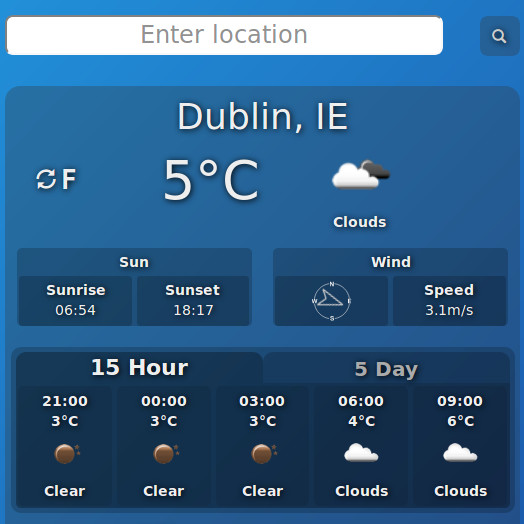 Enter location
Dublin, IE
F
5°C
Clouds
Sun
Wind
Sunrise
Sunset
Speed
06:54
18:17
N
W E
S
3.1m/s
15 Hour
5 Day
21:00
00:00
03:00
06:00
09:00
3°C
3°C
3°C
4°C
6°C
Clear
Clear
Clear
Clouds
Clouds